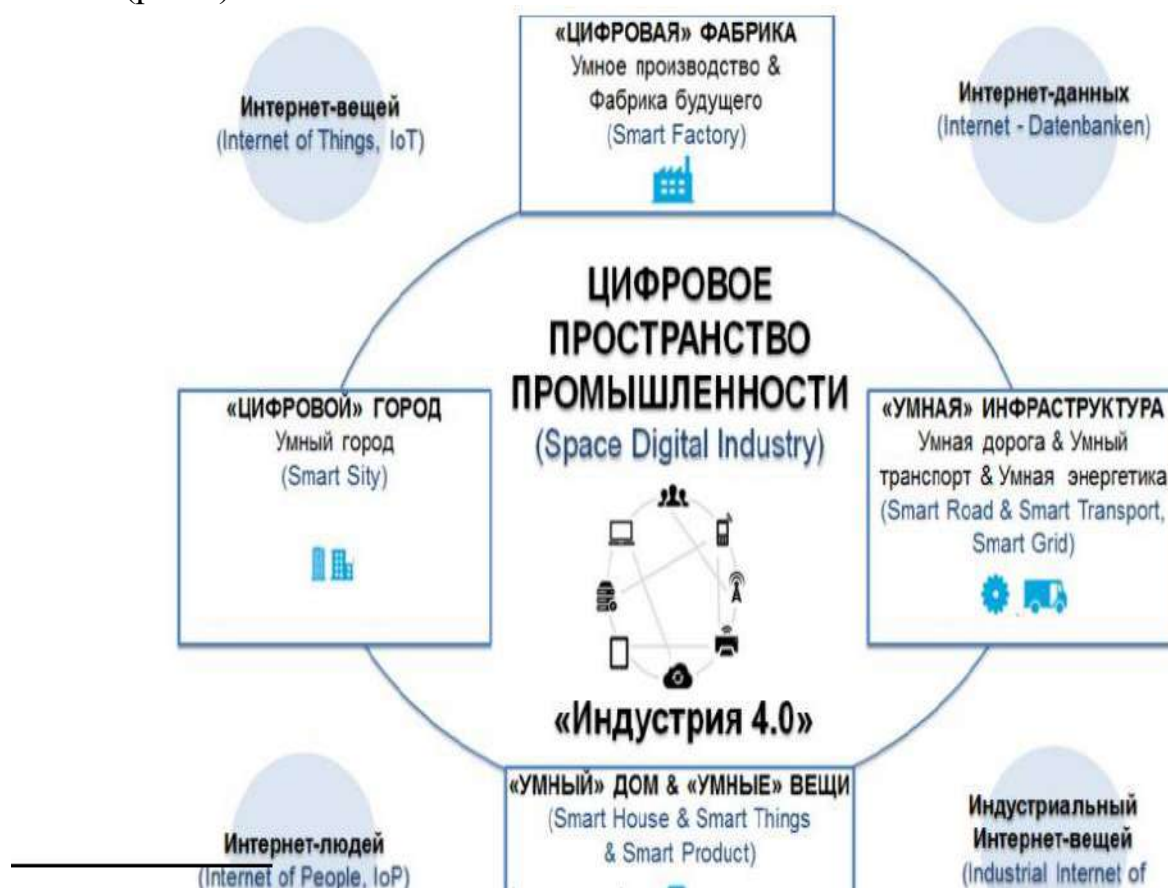 «ЦИФРОВАЯ» ФАБРИКА
Умное производство &
Фабрика будущего
(Smart Factory)
Интернет-вещей
(Internet of Things, IoT)
Интернет-данных
(Internet - Datenbanken)
ЦИФРОВОЕ
ПРОСТРАНСТВО
ПРОМЫШЛЕННОСТИ
(Space Digital Industry)
«ЦИФРОВОЙ» ГОРОД
Умный город
(Smart Sity)
«УМНАЯ» ИНФРАСТРУКТУРА
Умная дорога & Умный
транспорт & Умная энергетика
(Smart Road & Smart Transport,
Smart Grid)
«Индустрия 4.0»
«УМНЫЙ» ДОМ & «УМНЫЕ» ВЕЩИ
(Smart House & Smart Things
& Smart Product)
Интернет-людей
(Internet of People, IoP)
Индустриальный
Интернет-вещей
(Industrial Internet of